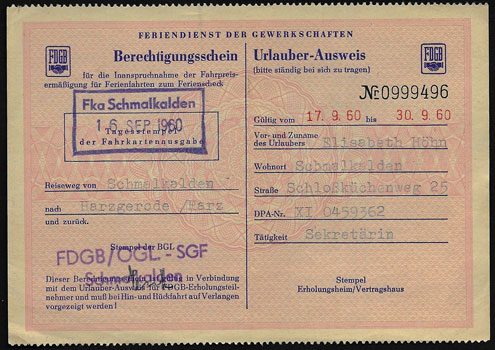 FERIENDIENST DER GEWERKSCHAFTEN
FDGB
Berechtigungsschein
für die Inanspruchnahme der Fahrpreis-
ermäßigung für Ferienfahrten zum Ferienscheck
Fka Schmalkalden
16. SEP 1960
Tagesstempel
der Fahrkartenausgabe
Reiseweg von Schmalkalden
nach Harzgerode /Harz
und zurück.
Stempel der BGL
FDGB/OGL - SGF
Schmalkalden
Dieser Berechtigungsschein gilt nur in Verbindung
mit dem Urlauber-Ausweis für FDGB-Erholungsteil-
nehmer und muß bei Hin- und Rückfahrt auf Verlangen
vorgezeigt werden!
Urlauber-Ausweis
(bitte ständig bei sich zu tragen)
FDGB
№ 0999496
Gültig vom 17. 9. 60 bis 30. 9. 60
Vor- und Zuname
des Urlaubers Elisabeth Höhn
Wohnort Schmalkalden
Straße Schloßküchenweg 25
DPA-Nr. XI 0459362
Tätigkeit Sekretärin
Stempel
Erholungsheim/Vertragshaus